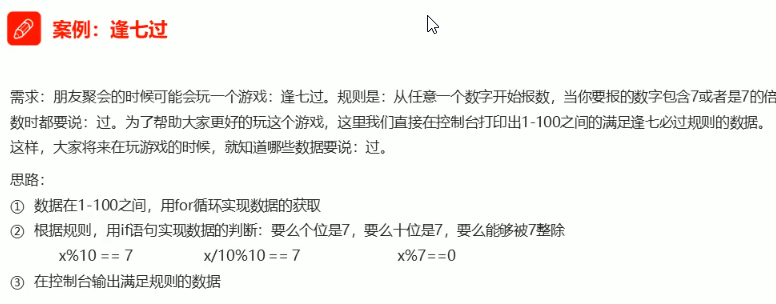 案例：逢七过
需求：朋友聚会的时候可能会玩一个游戏：逢七过。规则是：从任意一个数字开始报数，当你要报的数字包含7或者是7的倍
数时都要说：过。为了帮助大家更好的玩这个游戏，这里我们直接在控制台打印出1-100之间的满足逢七必过规则的数据。
这样，大家将来在玩游戏的时候，就知道哪些数据要说：过。
思路：
① 数据在1-100之间，用for循环实现数据的获取
② 根据规则，用if语句实现数据的判断：要么个位是7，要么十位是7，要么能够被7整除
x%10 == 7 x/10%10 == 7 x%7==0
③ 在控制台输出满足规则的数据